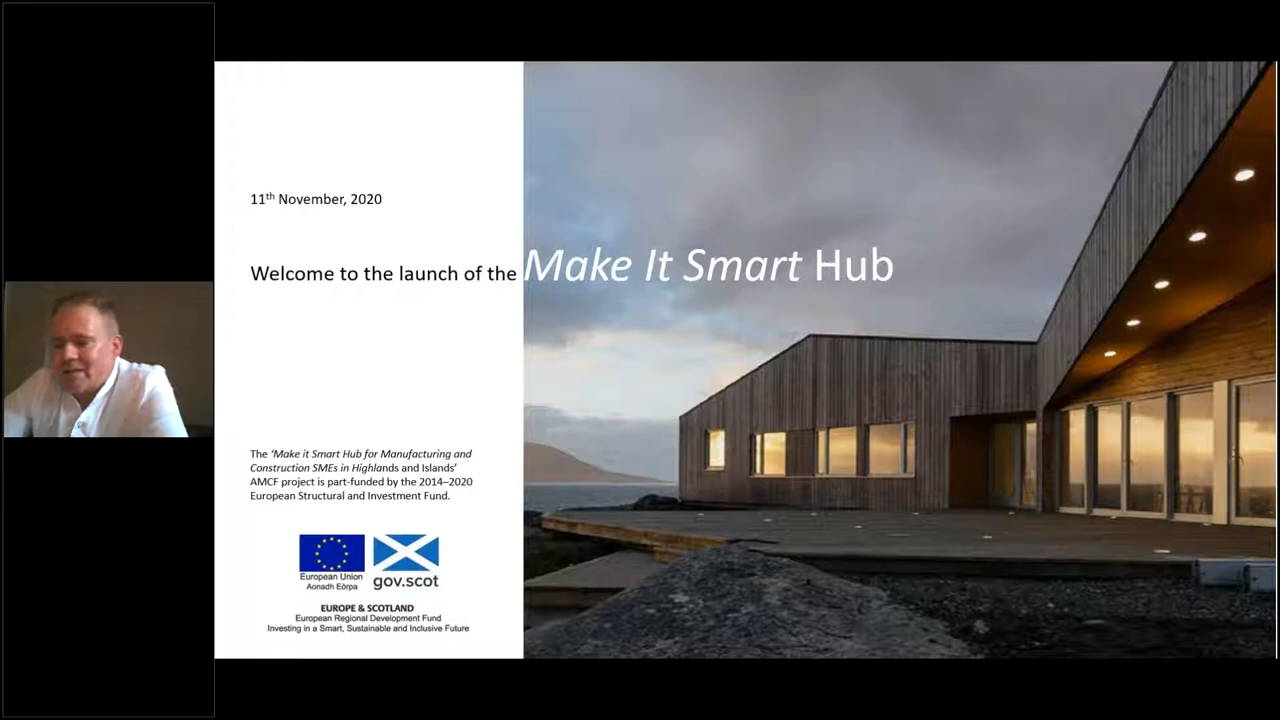 11th November, 2020
Welcome to the launch of the Make It Smart Hub
The 'Make it Smart Hub for Manufacturing and
Construction SMEs in Highlands and Islands'
AMCF project is part-funded by the 2014–2020
European Structural and Investment Fund.
European Union
Aonadh Eòrpa
gov.scot
EUROPE & SCOTLAND
European Regional Development Fund
Investing in a Smart, Sustainable and Inclusive Future